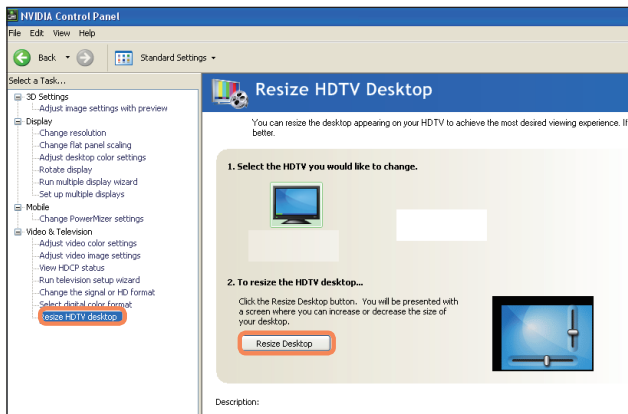 NVIDIA Control Panel
File Edit View Help
Back
Standard Settings
Select a Task...
3D Settings
Adjust image settings with preview
Display
Change resolution
Change flat panel scaling
Adjust desktop color settings
Rotate display
Run multiple display wizard
Set up multiple displays
Mobile
Change PowerMizer settings
Video & Television
Adjust video color settings
Adjust video image settings
View HDCP status
Run television setup wizard
Change the signal or HD format
Select digital color format
Resize HDTV desktop
Resize HDTV Desktop
You can resize the desktop appearing on your HDTV to achieve the most desired viewing experience. If
better.
1. Select the HDTV you would like to change.
2. To resize the HDTV desktop...
Click the Resize Desktop button. You will be presented with
a screen where you can increase or decrease the size of
your desktop.
Resize Desktop
Description: